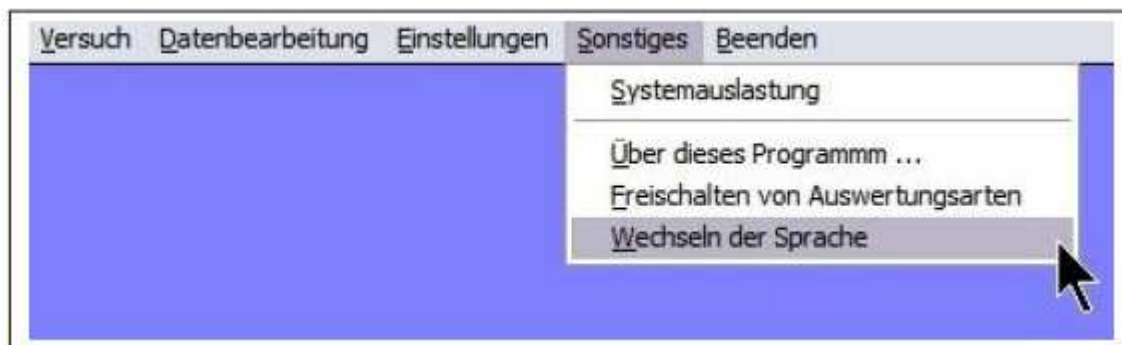 Versuch Datenbearbeitung Einstellungen Sonstiges Beenden
Systemauslastung
Über dieses Programmm ...
Freischalten von Auswertungsarten
Wechseln der Sprache